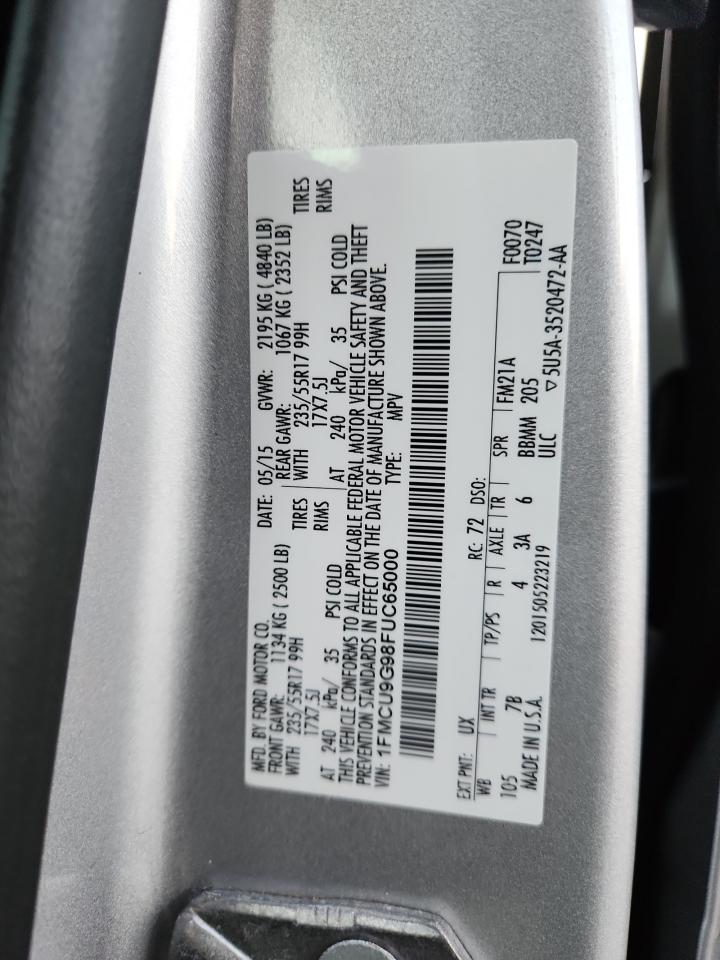 MFD. BY FORD MOTOR CO. DATE: 05/15 GVWR: 2195 KG ( 4840 LB)
FRONT GAWR: 1134 KG ( 2500 LB) REAR GAWR: 1067 KG ( 2352 LB)
WITH 235/55R17 99H TIRES WITH 235/55R17 99H TIRES
17X7.5J RIMS 17X7.5J RIMS
AT 240 kPa/ 35 PSI COLD AT 240 kPa/ 35 PSI COLD
THIS VEHICLE CONFORMS TO ALL APPLICABLE FEDERAL MOTOR VEHICLE SAFETY AND THEFT
PREVENTION STANDARDS IN EFFECT ON THE DATE OF MANUFACTURE SHOWN ABOVE.
VIN: 1FMCU9G98FUC65000 TYPE: MPV
EXT PNT: UX RC: 72 DSO: F0070
WB INT TR TP/PS R AXLE TR SPR FM21A T0247
105 7B 4 3A 6 BBMM 205
MADE IN U.S.A. 1201505223219 ULC ▽5U5A-3520472-AA